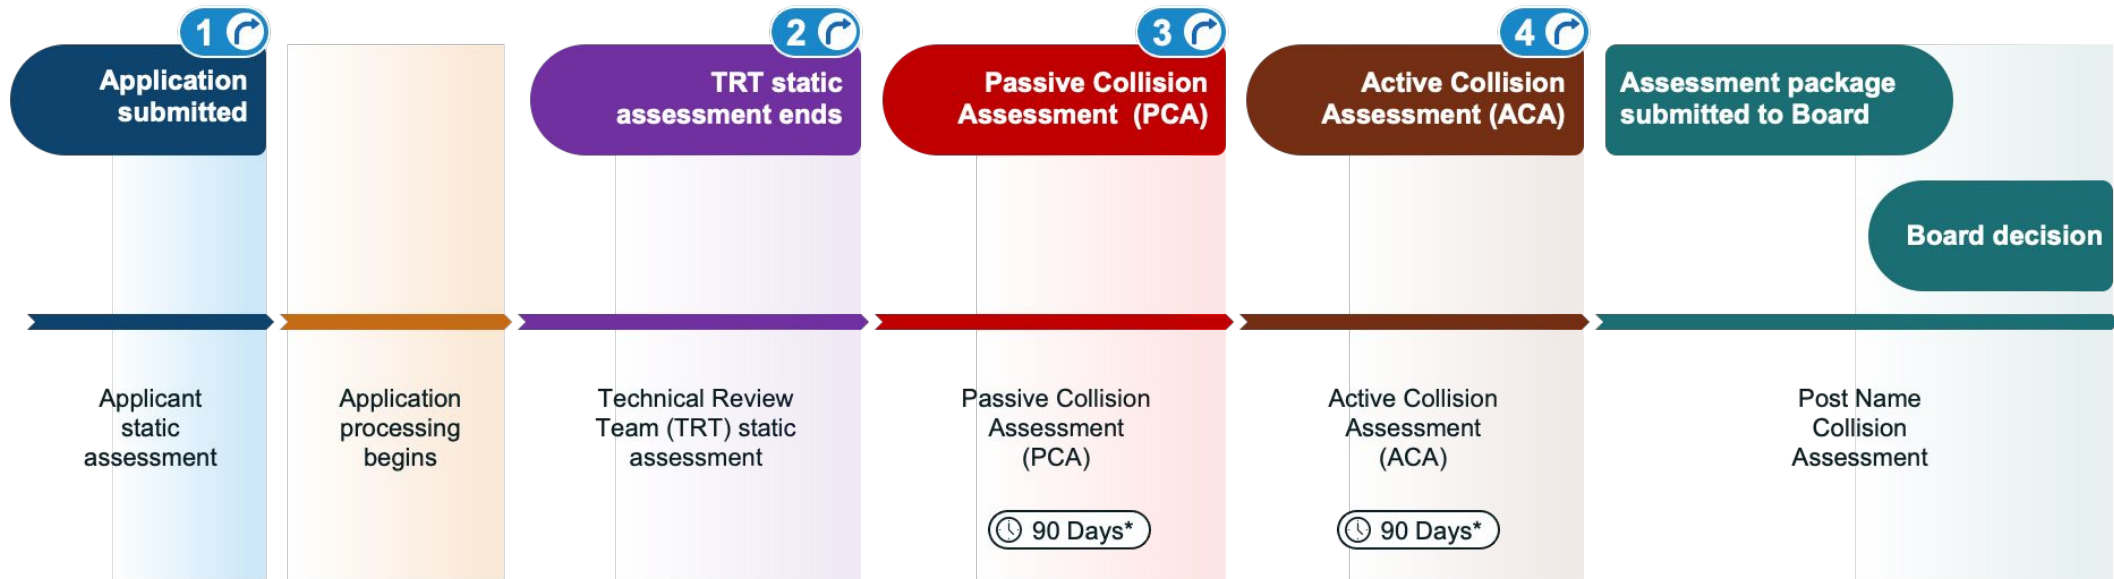 1
Application
submitted
2
TRT static
assessment ends
3
Passive Collision
Assessment (PCA)
4
Active Collision
Assessment (ACA)
Assessment package
submitted to Board
Board decision
Applicant
static
assessment
Application
processing
begins
Technical Review
Team (TRT) static
assessment
Passive Collision
Assessment
(PCA)
90 Days*
Active Collision
Assessment
(ACA)
90 Days*
Post Name
Collision
Assessment